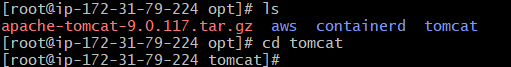 [root@ip-172-31-79-224 opt]# ls
apache-tomcat-9.0.117.tar.gz  aws  containerd  tomcat
[root@ip-172-31-79-224 opt]# cd tomcat
[root@ip-172-31-79-224 tomcat]#